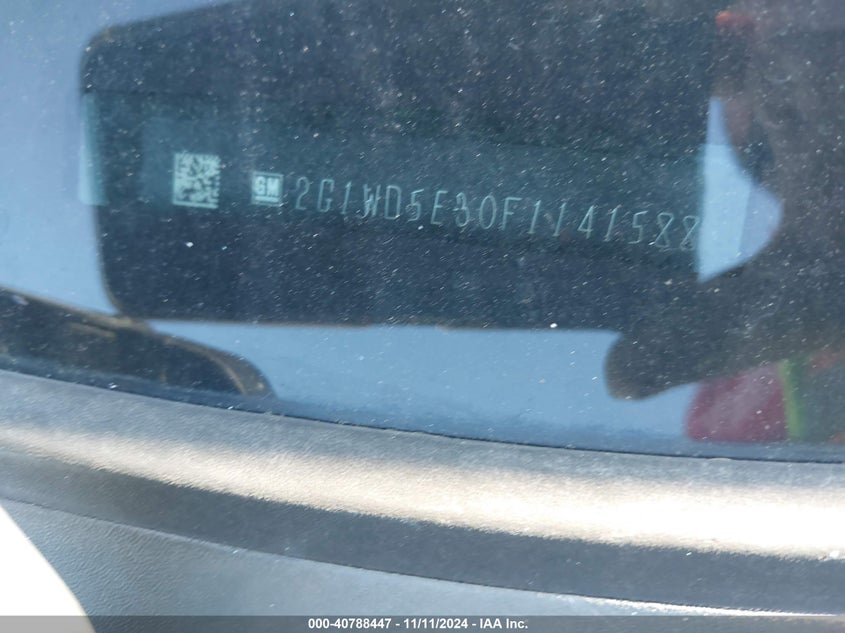 GM 2G1WD5E30F1141588
000-40788447 - 11/11/2024 - IAA Inc.